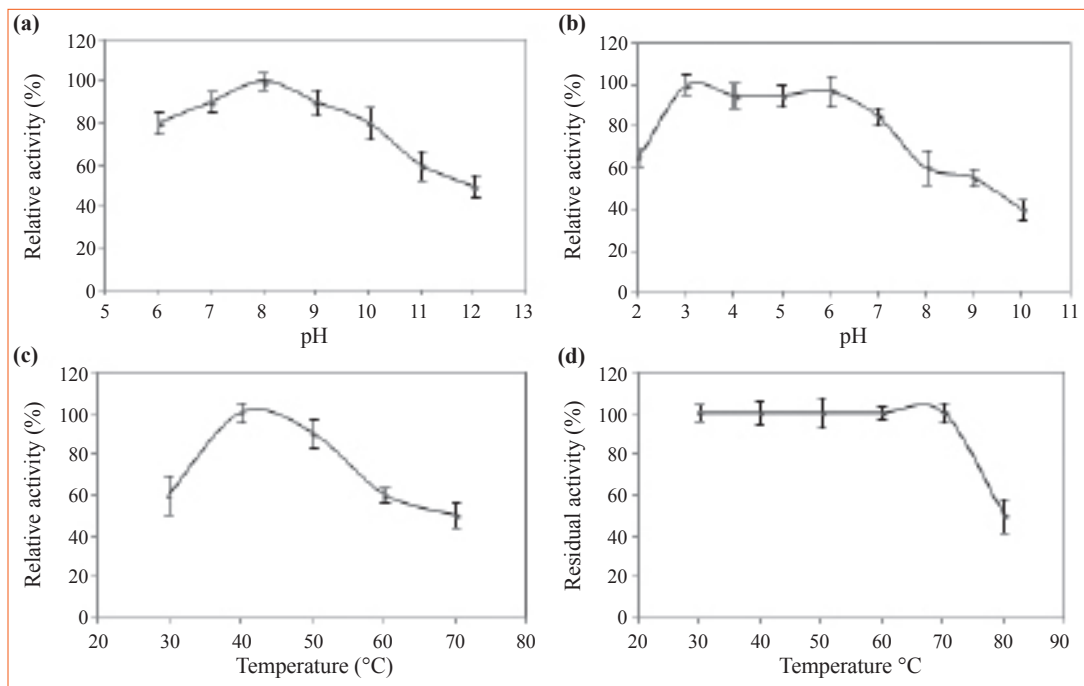 (a)
120
100
80
60
40
20
0
Relative activity (%)
5 6 7 8 9 10 11 12 13
pH
(b)
120
100
80
60
40
20
0
Relative activity (%)
2 3 4 5 6 7 8 9 10 11
pH
(c)
120
100
80
60
40
20
0
Relative activity (%)
20 30 40 50 60 70 80
Temperature (°C)
(d)
120
100
80
60
40
20
0
Residual activity (%)
20 30 40 50 60 70 80 90
Temperature °C